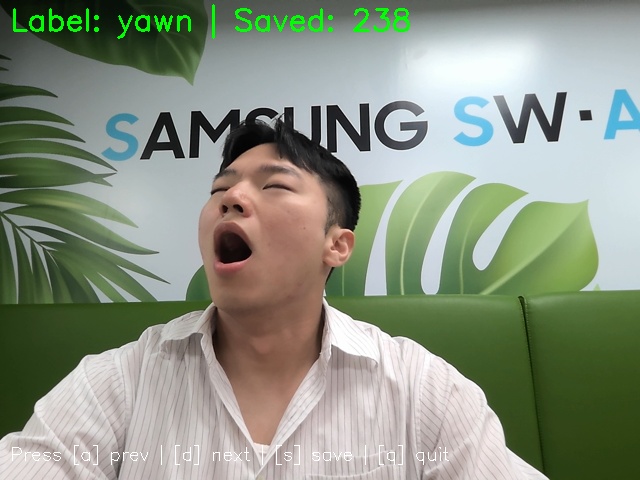 Label: yawn | Saved: 238
SAMSUNG SW·A
Press [a] prev | [d] next | [s] save | [q] quit